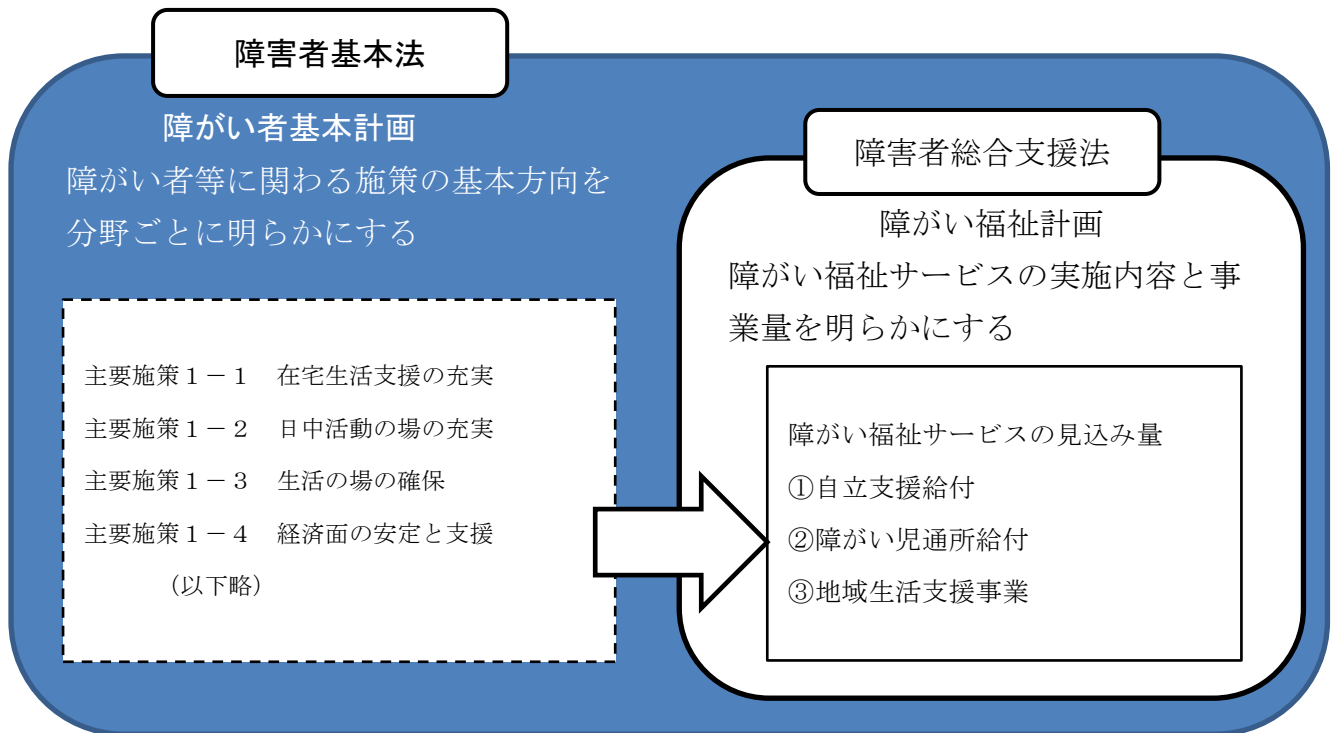 障害者基本法
障がい者基本計画
障がい者等に関わる施策の基本方向を
分野ごとに明らかにする
主要施策1－1　在宅生活支援の充実
主要施策1－2　日中活動の場の充実
主要施策1－3　生活の場の確保
主要施策1－4　経済面の安定と支援
（以下略）
障害者総合支援法
障がい福祉計画
障がい福祉サービスの実施内容と事
業量を明らかにする
障がい福祉サービスの見込み量
①自立支援給付
②障がい児通所給付
③地域生活支援事業